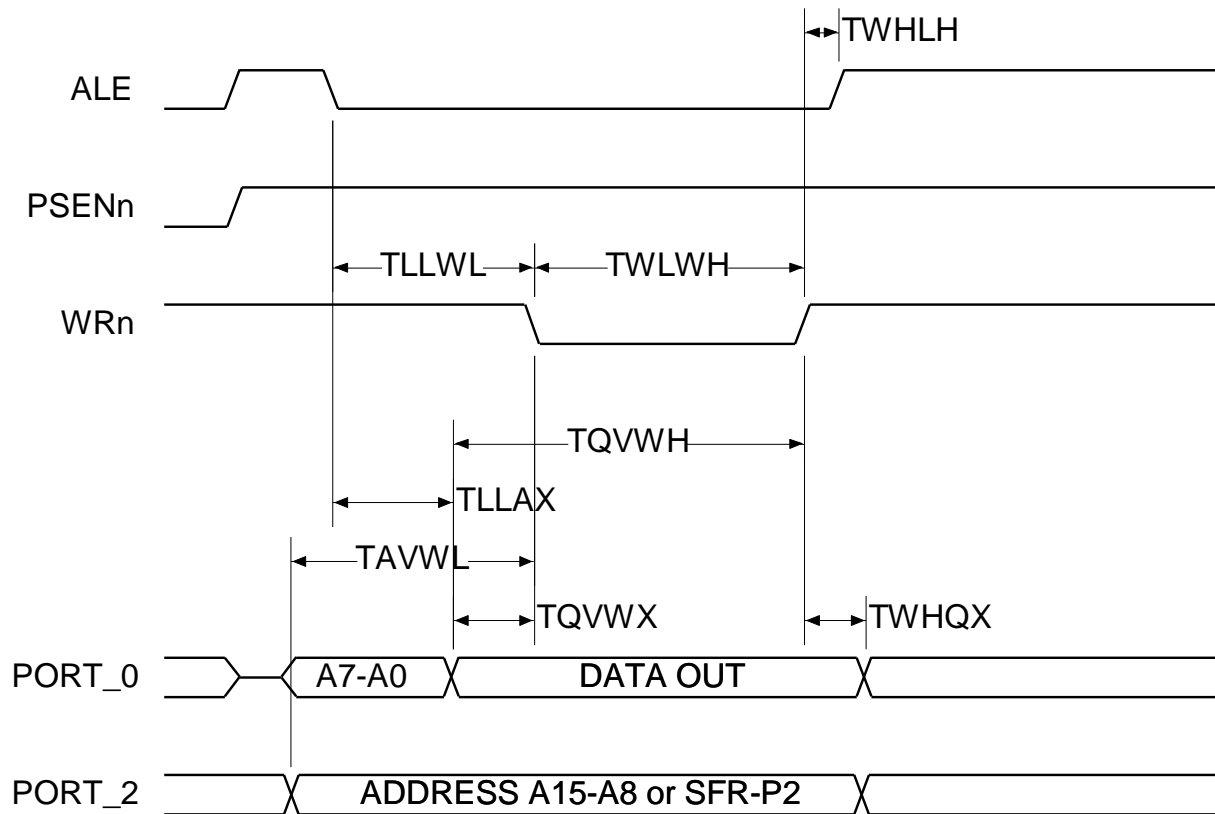 TWHLH
ALE
PSENn
TLLWL TWLWH
WRn
TQVWH
TLLAX
TAVWL
TQVWX TWHQX
PORT_0 A7-A0 DATA OUT
PORT_2 ADDRESS A15-A8 or SFR-P2